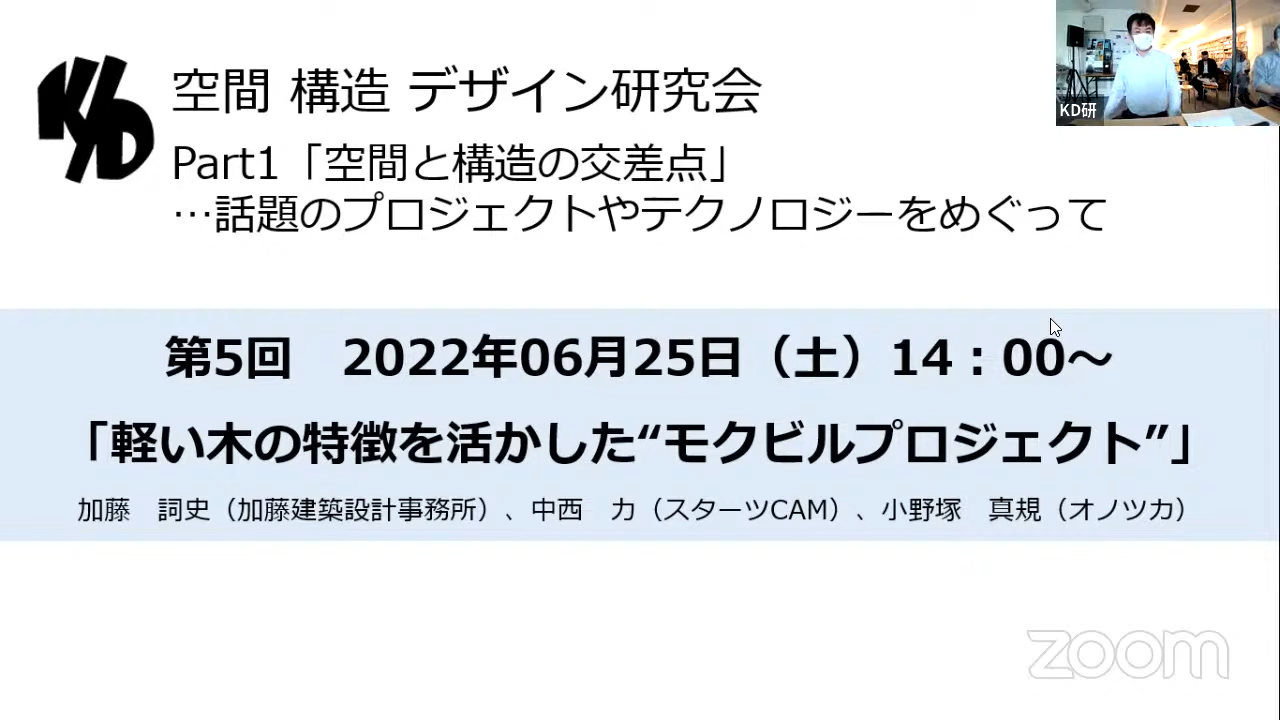 KD
空間 構造 デザイン研究会
Part1「空間と構造の交差点」
…話題のプロジェクトやテクノロジーをめぐって
KD研
第5回　2022年06月25日（土）14：00～
「軽い木の特徴を活かした“モクビルプロジェクト”」
加藤　詞史（加藤建築設計事務所）、中西　力（スターツCAM）、小野塚　真規（オノツカ）
zoom